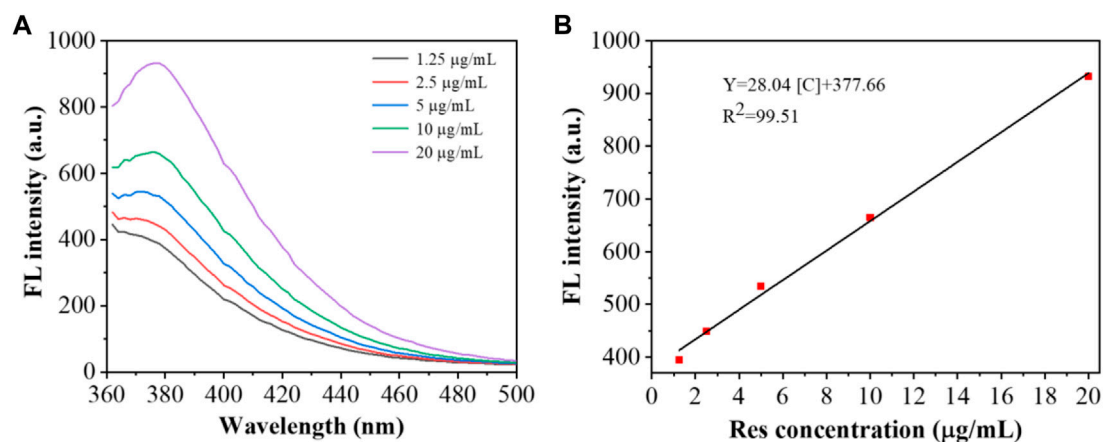 A
1000
800
600
400
200
0
FL intensity (a.u.)
360 380 400 420 440 460 480 500
Wavelength (nm)
1.25 µg/mL
2.5 µg/mL
5 µg/mL
10 µg/mL
20 µg/mL
B
1000
900
800
700
600
500
400
FL intensity (a.u.)
0 2 4 6 8 10 12 14 16 18 20
Res concentration (µg/mL)
Y=28.04 [C]+377.66
R²=99.51